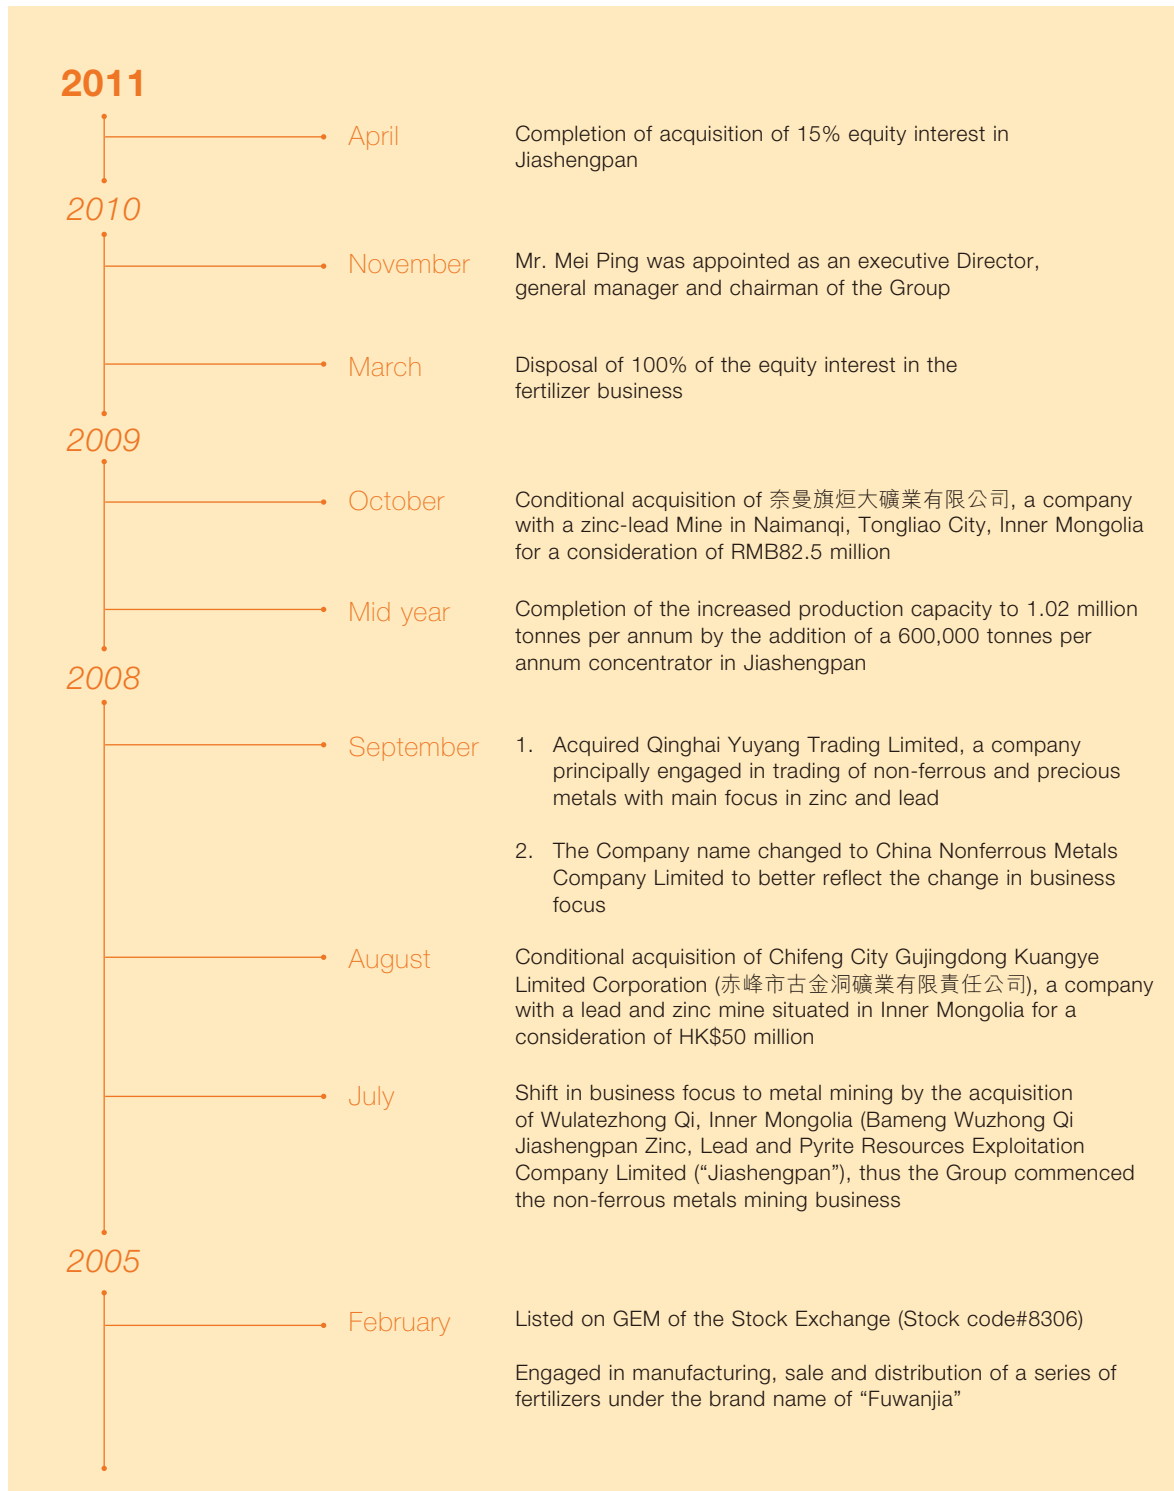 2011
April
Completion of acquisition of 15% equity interest in
Jiashengpan
2010
November
Mr. Mei Ping was appointed as an executive Director,
general manager and chairman of the Group
March
Disposal of 100% of the equity interest in the
fertilizer business
2009
October
Conditional acquisition of 奈曼旗烜大礦業有限公司, a company
with a zinc-lead Mine in Naimanqi, Tongliao City, Inner Mongolia
for a consideration of RMB82.5 million
Mid year
Completion of the increased production capacity to 1.02 million
tonnes per annum by the addition of a 600,000 tonnes per
annum concentrator in Jiashengpan
2008
September
1. Acquired Qinghai Yuyang Trading Limited, a company
principally engaged in trading of non-ferrous and precious
metals with main focus in zinc and lead
2. The Company name changed to China Nonferrous Metals
Company Limited to better reflect the change in business
focus
August
Conditional acquisition of Chifeng City Gujingdong Kuangye
Limited Corporation (赤峰市古金洞礦業有限責任公司), a company
with a lead and zinc mine situated in Inner Mongolia for a
consideration of HK$50 million
July
Shift in business focus to metal mining by the acquisition
of Wulatezhong Qi, Inner Mongolia (Bameng Wuzhong Qi
Jiashengpan Zinc, Lead and Pyrite Resources Exploitation
Company Limited (“Jiashengpan”), thus the Group commenced
the non-ferrous metals mining business
2005
February
Listed on GEM of the Stock Exchange (Stock code#8306)
Engaged in manufacturing, sale and distribution of a series of
fertilizers under the brand name of “Fuwanjia”